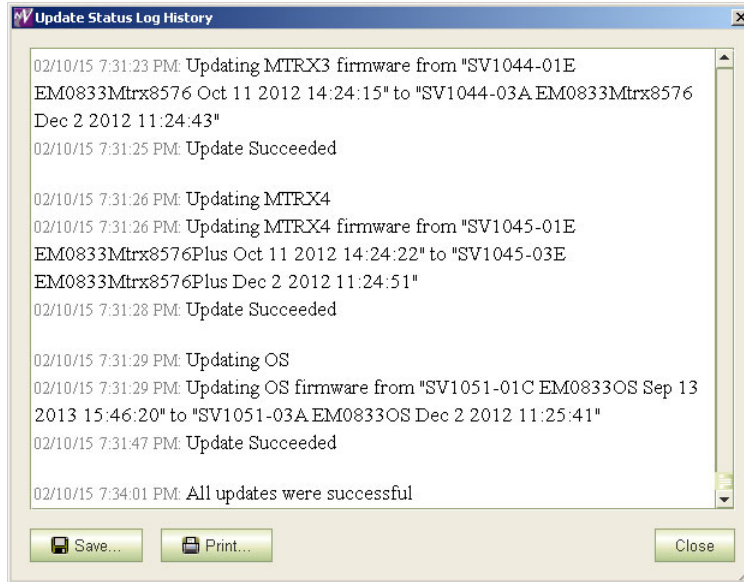 Update Status Log History
02/10/15 7:31:23 PM: Updating MTRX3 firmware from "SV1044-01E
EM0833Mtrx8576 Oct 11 2012 14:24:15" to "SV1044-03A EM0833Mtrx8576
Dec 2 2012 11:24:43"
02/10/15 7:31:25 PM: Update Succeeded
02/10/15 7:31:26 PM: Updating MTRX4
02/10/15 7:31:26 PM: Updating MTRX4 firmware from "SV1045-01E
EM0833Mtrx8576Plus Oct 11 2012 14:24:22" to "SV1045-03E
EM0833Mtrx8576Plus Dec 2 2012 11:24:51"
02/10/15 7:31:28 PM: Update Succeeded
02/10/15 7:31:29 PM: Updating OS
02/10/15 7:31:29 PM: Updating OS firmware from "SV1051-01C EM0833OS Sep 13
2013 15:46:20" to "SV1051-03A EM0833OS Dec 2 2012 11:25:41"
02/10/15 7:31:47 PM: Update Succeeded
02/10/15 7:34:01 PM: All updates were successful
Save... Print... Close